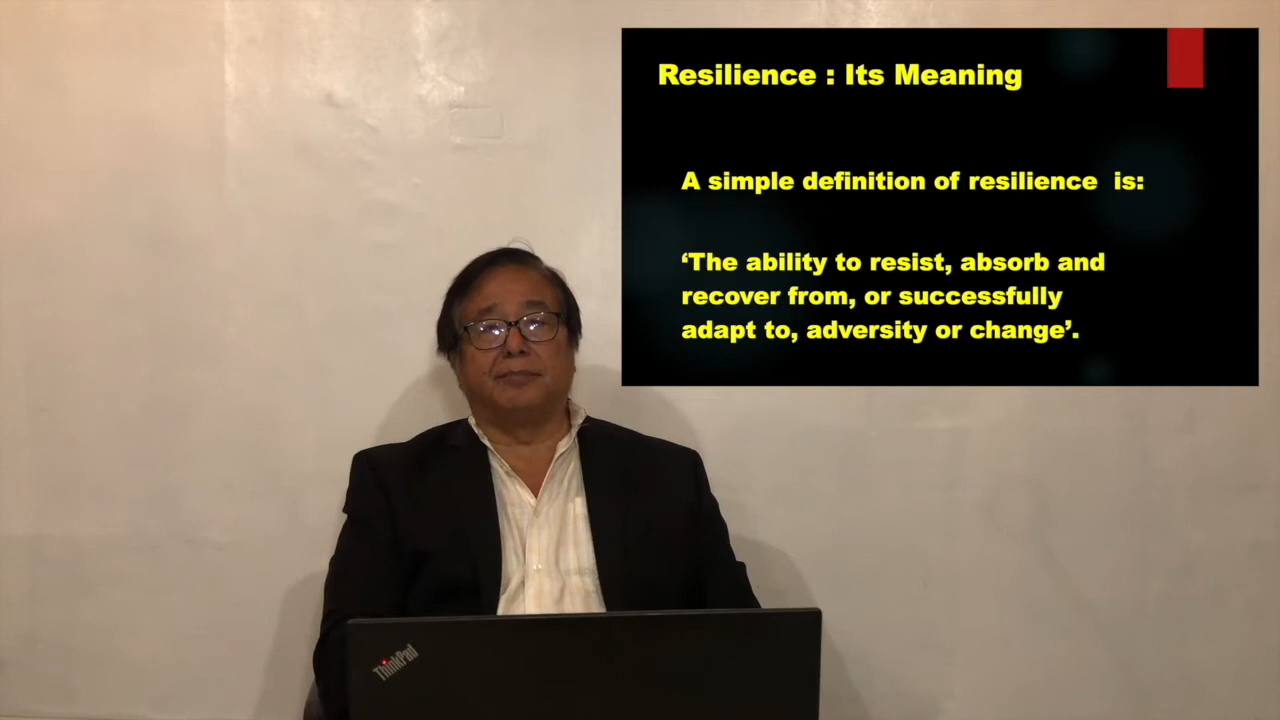 Resilience : Its Meaning
A simple definition of resilience is:
‘The ability to resist, absorb and
recover from, or successfully
adapt to, adversity or change’.
ThinkPad